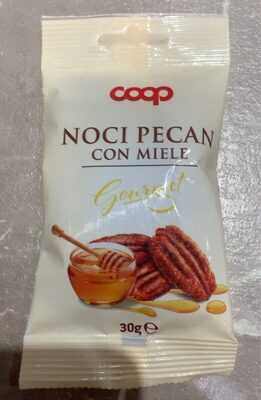 coop
NOCI PECAN
CON MIELE
Gourmet
30g ℮